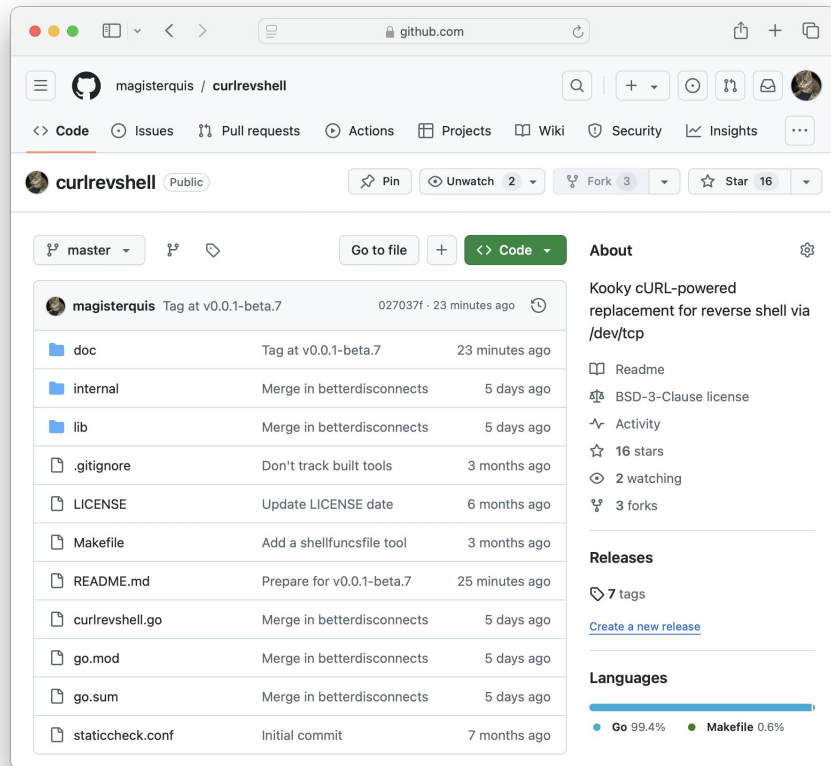 github.com
magisterquis / curlrevshell
<> Code Issues Pull requests Actions Projects Wiki Security Insights ...
curlrevshell Public Pin Unwatch 2 Fork 3 Star 16
master Go to file + <> Code
magisterquis Tag at v0.0.1-beta.7 027037f · 23 minutes ago
doc Tag at v0.0.1-beta.7 23 minutes ago
internal Merge in betterdisconnects 5 days ago
lib Merge in betterdisconnects 5 days ago
.gitignore Don't track built tools 3 months ago
LICENSE Update LICENSE date 6 months ago
Makefile Add a shellfuncsfile tool 3 months ago
README.md Prepare for v0.0.1-beta.7 25 minutes ago
curlrevshell.go Merge in betterdisconnects 5 days ago
go.mod Merge in betterdisconnects 5 days ago
go.sum Merge in betterdisconnects 5 days ago
staticcheck.conf Initial commit 7 months ago
About
Kooky cURL-powered
replacement for reverse shell via
/dev/tcp
Readme
BSD-3-Clause license
Activity
16 stars
2 watching
3 forks
Releases
7 tags
Create a new release
Languages
Go 99.4% Makefile 0.6%